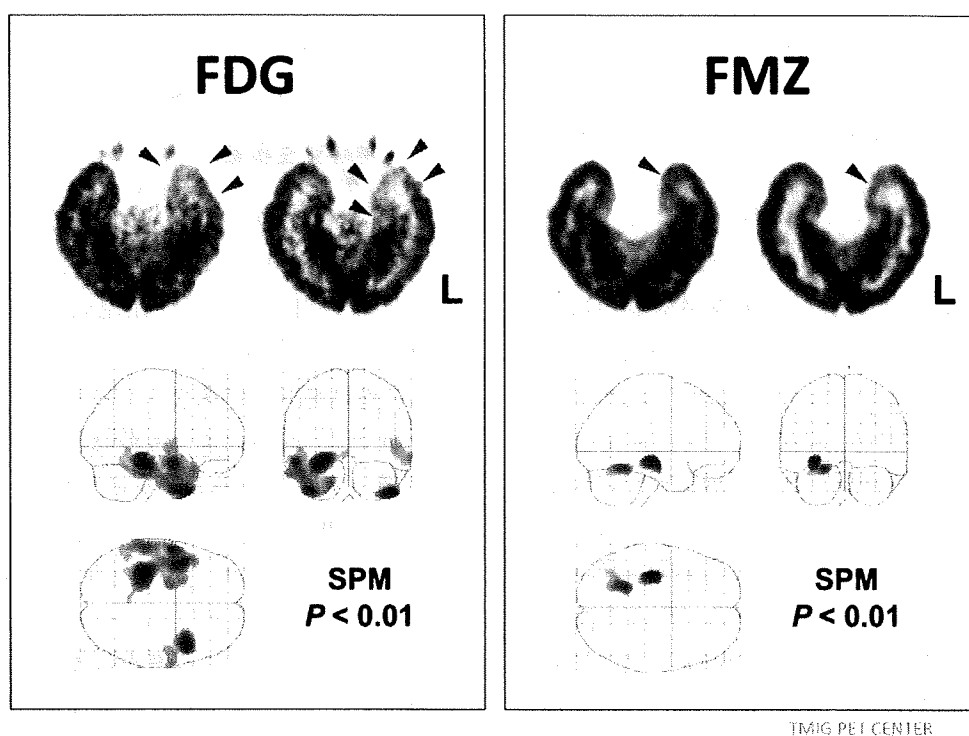 FDG
L
SPM
P < 0.01
FMZ
L
SPM
P < 0.01
TMIG PET CENTER